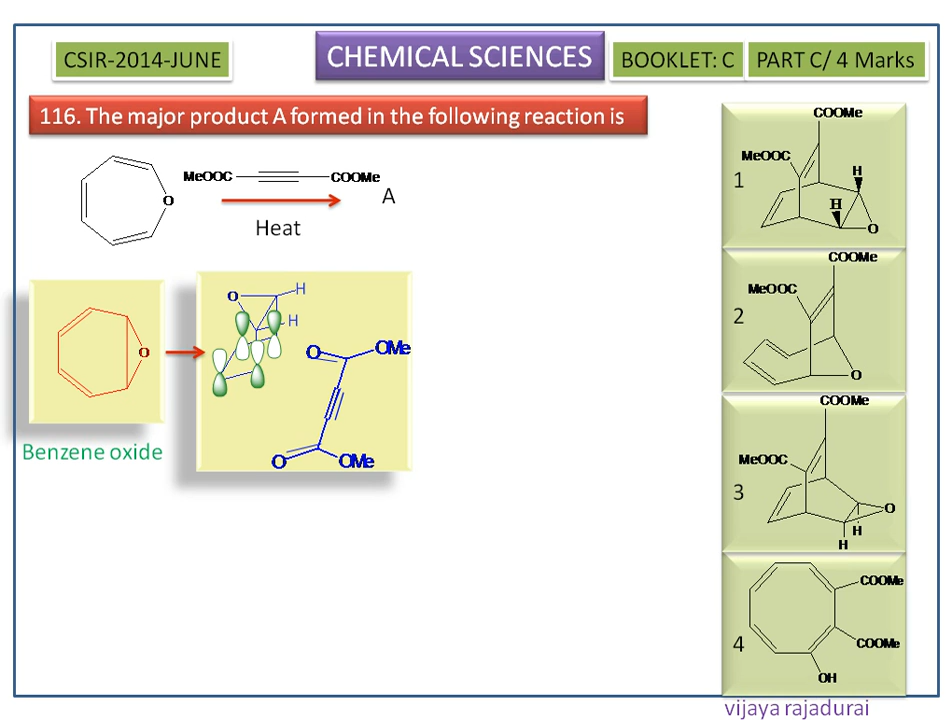 CSIR-2014-JUNE
CHEMICAL SCIENCES
BOOKLET: C
PART C/ 4 Marks
116. The major product A formed in the following reaction is
O
MeOOC
COOMe
A
Heat
O
Benzene oxide
O
H
H
O
OMe
O
OMe
COOMe
MeOOC
1
H
H
O
COOMe
MeOOC
2
O
COOMe
MeOOC
3
O
H
H
COOMe
COOMe
4
OH
vijaya rajadurai